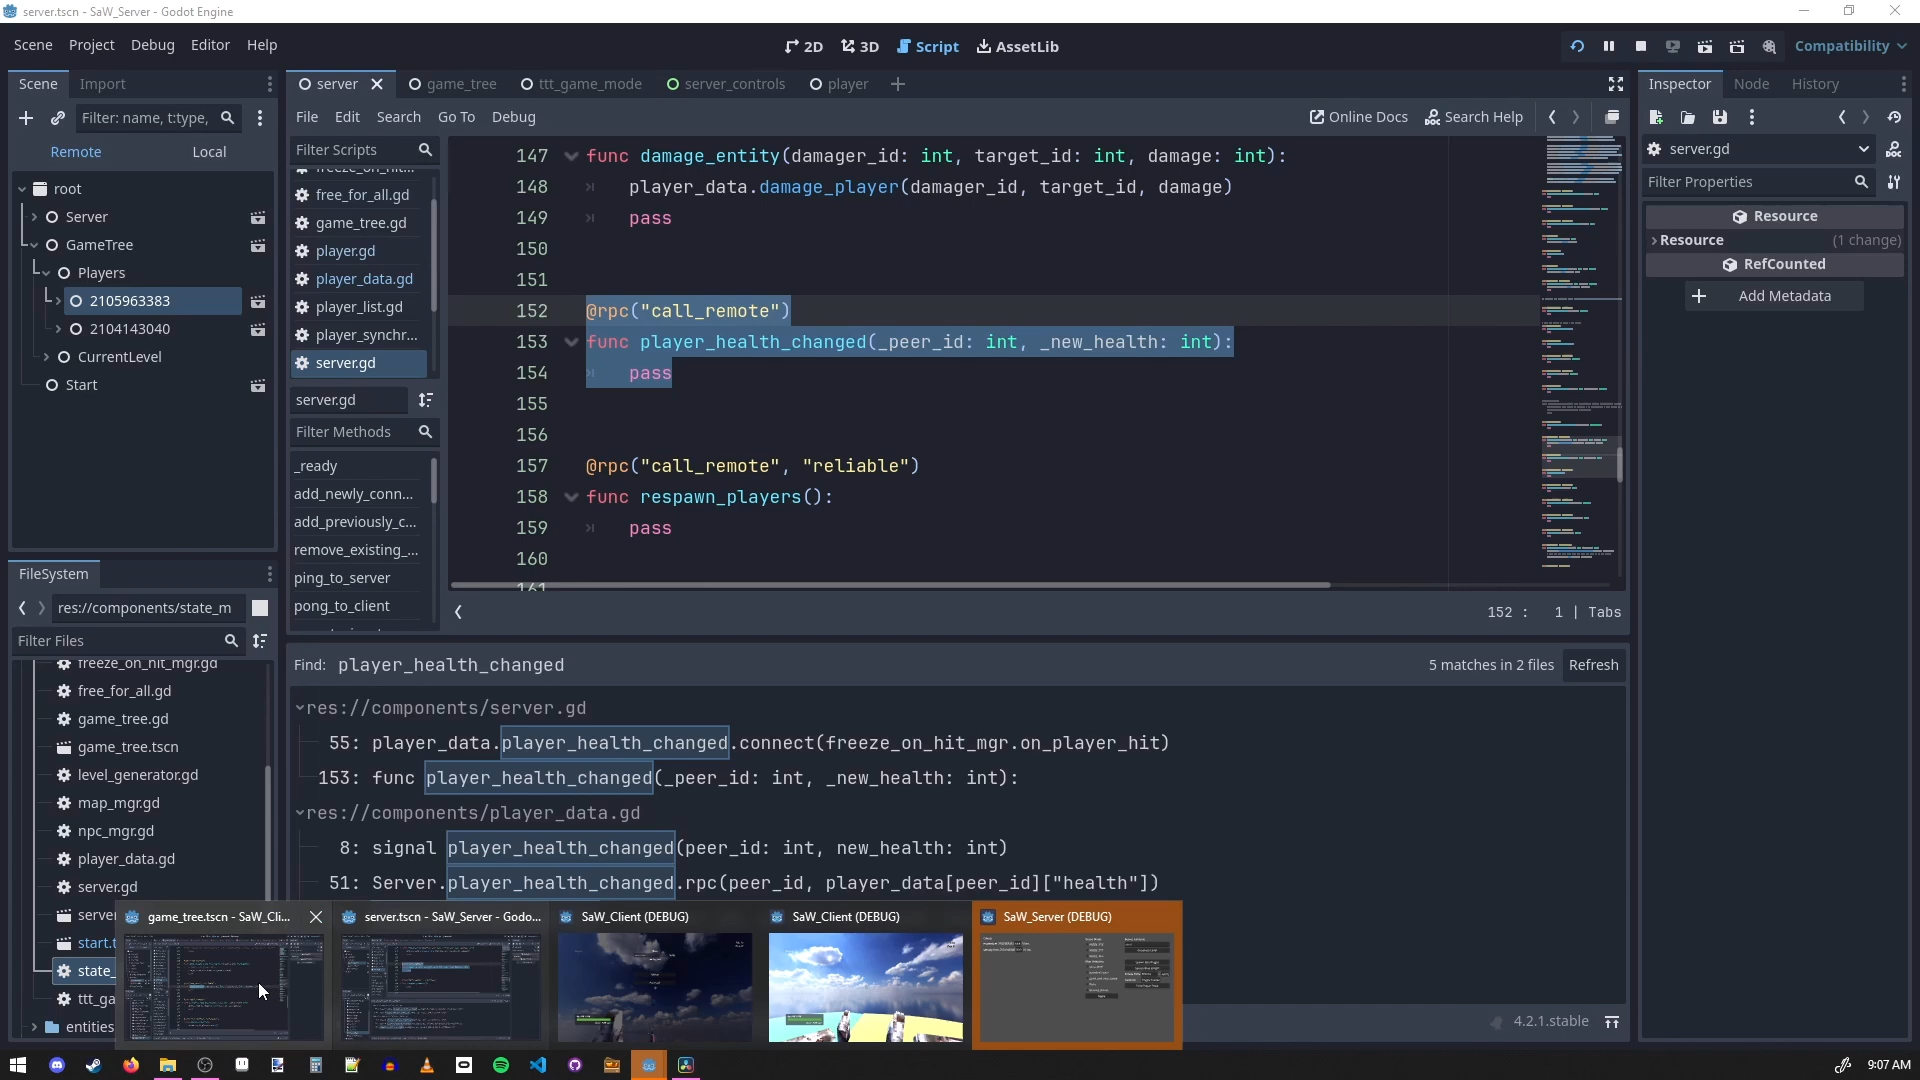 server.tscn - SaW_Server - Godot Engine
Scene Project Debug Editor Help
2D 3D Script AssetLib
Compatibility
Scene Import
server game_tree ttt_game_mode server_controls player
Inspector Node History
Filter: name, t:type,
File Edit Search Go To Debug
Online Docs Search Help
Remote Local
root
Server
GameTree
Players
2105963383
2104143040
CurrentLevel
Start
Filter Scripts
free_for_all.gd
game_tree.gd
player.gd
player_data.gd
player_list.gd
player_synchr...
server.gd
server.gd
Filter Methods
_ready
add_newly_conn...
add_previously_c...
remove_existing_...
ping_to_server
pong_to_client
147 func damage_entity(damager_id: int, target_id: int, damage: int):
148 player_data.damage_player(damager_id, target_id, damage)
149 pass
150
151
152 @rpc("call_remote")
153 func player_health_changed(_peer_id: int, _new_health: int):
154 pass
155
156
157 @rpc("call_remote", "reliable")
158 func respawn_players():
159 pass
160
161
152 : 1 | Tabs
server.gd
Filter Properties
Resource
Resource (1 change)
RefCounted
Add Metadata
FileSystem
res://components/state_m
Filter Files
freeze_on_hit_mgr.gd
free_for_all.gd
game_tree.gd
game_tree.tscn
level_generator.gd
map_mgr.gd
npc_mgr.gd
player_data.gd
server.gd
server
start.t
state_
ttt_ga
entities
Find: player_health_changed
5 matches in 2 files Refresh
res://components/server.gd
55: player_data.player_health_changed.connect(freeze_on_hit_mgr.on_player_hit)
153: func player_health_changed(_peer_id: int, _new_health: int):
res://components/player_data.gd
8: signal player_health_changed(peer_id: int, new_health: int)
51: Server.player_health_changed.rpc(peer_id, player_data[peer_id]["health"])
game_tree.tscn - SaW_Cli...
server.tscn - SaW_Server - Godo...
SaW_Client (DEBUG)
SaW_Client (DEBUG)
SaW_Server (DEBUG)
4.2.1.stable
9:07 AM